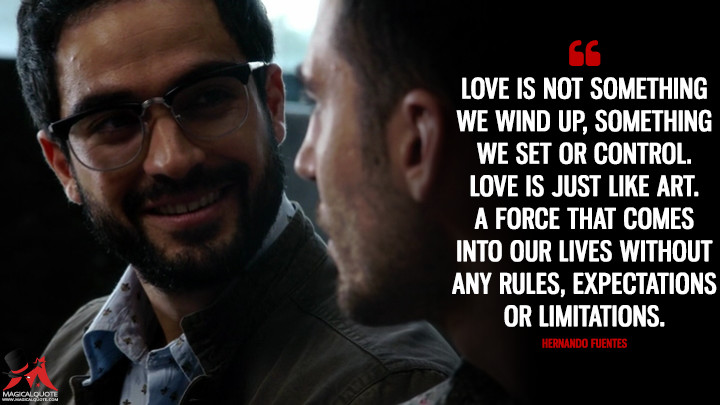 LOVE IS NOT SOMETHING
WE WIND UP, SOMETHING
WE SET OR CONTROL.
LOVE IS JUST LIKE ART.
A FORCE THAT COMES
INTO OUR LIVES WITHOUT
ANY RULES, EXPECTATIONS
OR LIMITATIONS.
HERNANDO FUENTES
MAGICALQUOTE
WWW.MAGICALQUOTE.COM